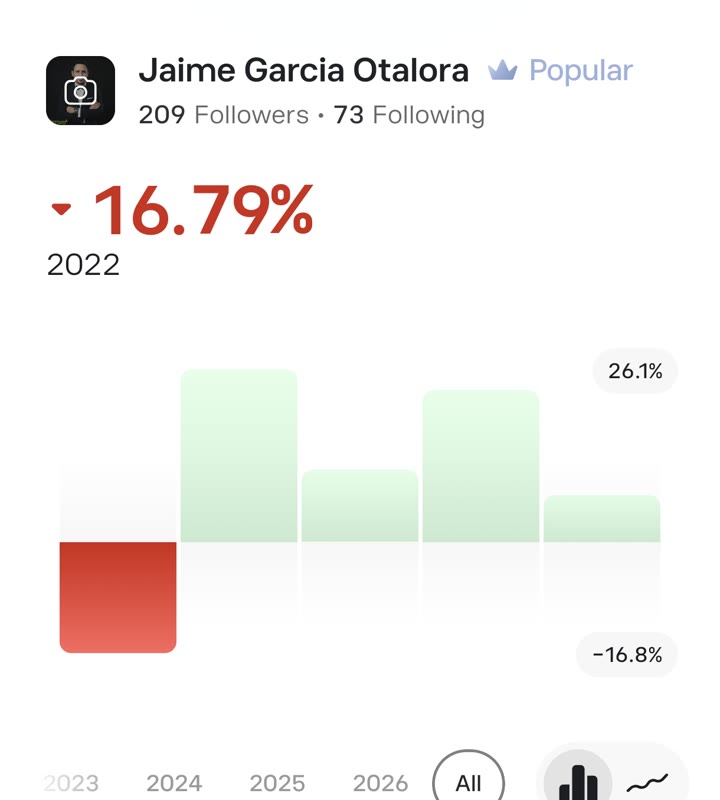 Jaime Garcia Otalora Popular
209 Followers • 73 Following
16.79%
2022
26.1%
-16.8%
2023 2024 2025 2026 All